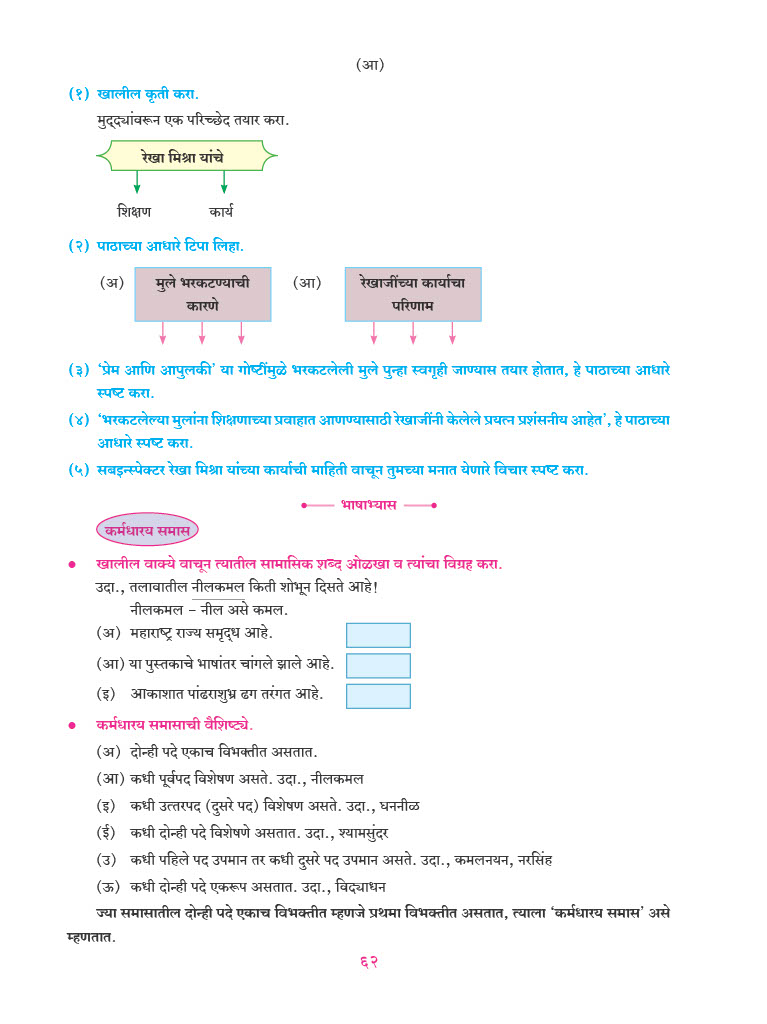 (आ)
(१) खालील कृती करा.
मुद्द्यांवरून एक परिच्छेद तयार करा.
रेखा मिश्रा यांचे
शिक्षण कार्य
(२) पाठाच्या आधारे टिपा लिहा.
(अ) मुले भरकटण्याची कारणे
(आ) रेखाजींच्या कार्याचा परिणाम
(३) ‘प्रेम आणि आपुलकी’ या गोष्टींमुळे भरकटलेली मुले पुन्हा स्वगृही जाण्यास तयार होतात, हे पाठाच्या आधारे
स्पष्ट करा.
(४) ‘भरकटलेल्या मुलांना शिक्षणाच्या प्रवाहात आणण्यासाठी रेखाजींनी केलेले प्रयत्न प्रशंसनीय आहेत’, हे पाठाच्या
आधारे स्पष्ट करा.
(५) सबइन्स्पेक्टर रेखा मिश्रा यांच्या कार्याची माहिती वाचून तुमच्या मनात येणारे विचार स्पष्ट करा.
भाषाभ्यास
कर्मधारय समास
• खालील वाक्ये वाचून त्यातील सामासिक शब्द ओळखा व त्यांचा विग्रह करा.
उदा., तलावातील नीलकमल किती शोभून दिसते आहे!
नीलकमल – नील असे कमल.
(अ) महाराष्ट्र राज्य समृद्ध आहे.
(आ) या पुस्तकाचे भाषांतर चांगले झाले आहे.
(इ) आकाशात पांढराशुभ्र ढग तरंगत आहे.
• कर्मधारय समासाची वैशिष्ट्ये.
(अ) दोन्ही पदे एकाच विभक्तीत असतात.
(आ) कधी पूर्वपद विशेषण असते. उदा., नीलकमल
(इ) कधी उत्तरपद (दुसरे पद) विशेषण असते. उदा., घननीळ
(ई) कधी दोन्ही पदे विशेषणे असतात. उदा., श्यामसुंदर
(उ) कधी पहिले पद उपमान तर कधी दुसरे पद उपमान असते. उदा., कमलनयन, नरसिंह
(ऊ) कधी दोन्ही पदे एकरूप असतात. उदा., विद्याधन
ज्या समासातील दोन्ही पदे एकाच विभक्तीत म्हणजे प्रथमा विभक्तीत असतात, त्याला ‘कर्मधारय समास’ असे
म्हणतात.
६२